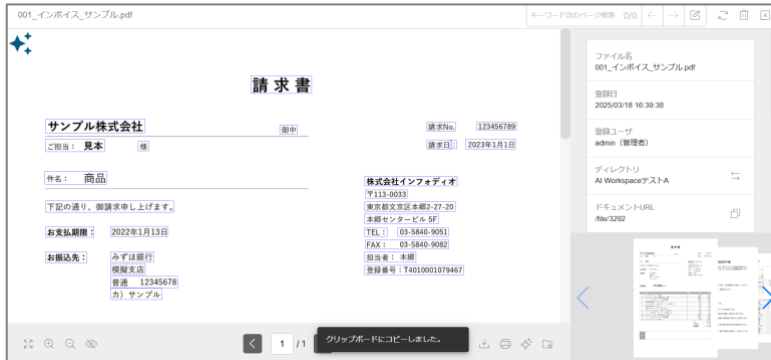 001_インボイス_サンプル.pdf
キーワード含むページ検索 0/0
請求書
サンプル株式会社 御中
ご担当： 見本 様
請求No. 123456789
請求日: 2023年1月1日
件名： 商品
下記の通り、御請求申し上げます。
お支払期限： 2022年1月13日
お振込先： みずほ銀行
模擬支店
普通 12345678
カ）サンプル
株式会社インフォディオ
〒113-0033
東京都文京区本郷2-27-20
本郷センタービル 5F
TEL： 03-5840-9051
FAX： 03-5840-9082
担当者： 本郷
登録番号：T4010001079467
ファイル名
001_インボイス_サンプル.pdf
登録日
2025/03/18 16:39:38
登録ユーザ
admin（管理者）
ディレクトリ
AI WorkspaceテストA
ドキュメントURL
/file/3292
1 /1
クリップボードにコピーしました。
請求書